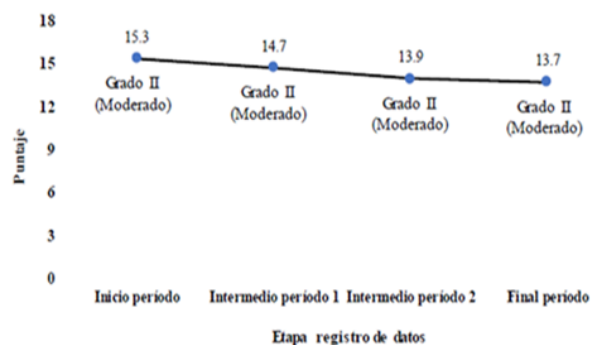 18
15
12
9
6
3
0
Puntaje
15.3
14.7
13.9
13.7
Grado II
(Moderado)
Grado II
(Moderado)
Grado II
(Moderado)
Grado II
(Moderado)
Inicio período
Intermedio período 1
Intermedio período 2
Final período
Etapa registro de datos